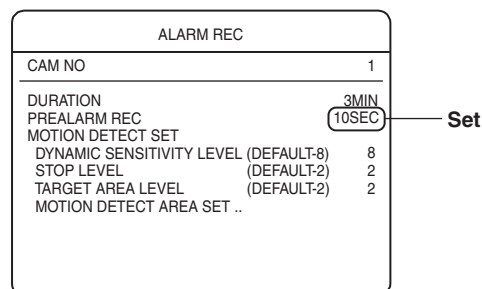 ALARM REC
CAM NO 1
DURATION 3MIN
PREALARM REC 10SEC Set
MOTION DETECT SET
DYNAMIC SENSITIVITY LEVEL (DEFAULT-8) 8
STOP LEVEL (DEFAULT-2) 2
TARGET AREA LEVEL (DEFAULT-2) 2
MOTION DETECT AREA SET ..